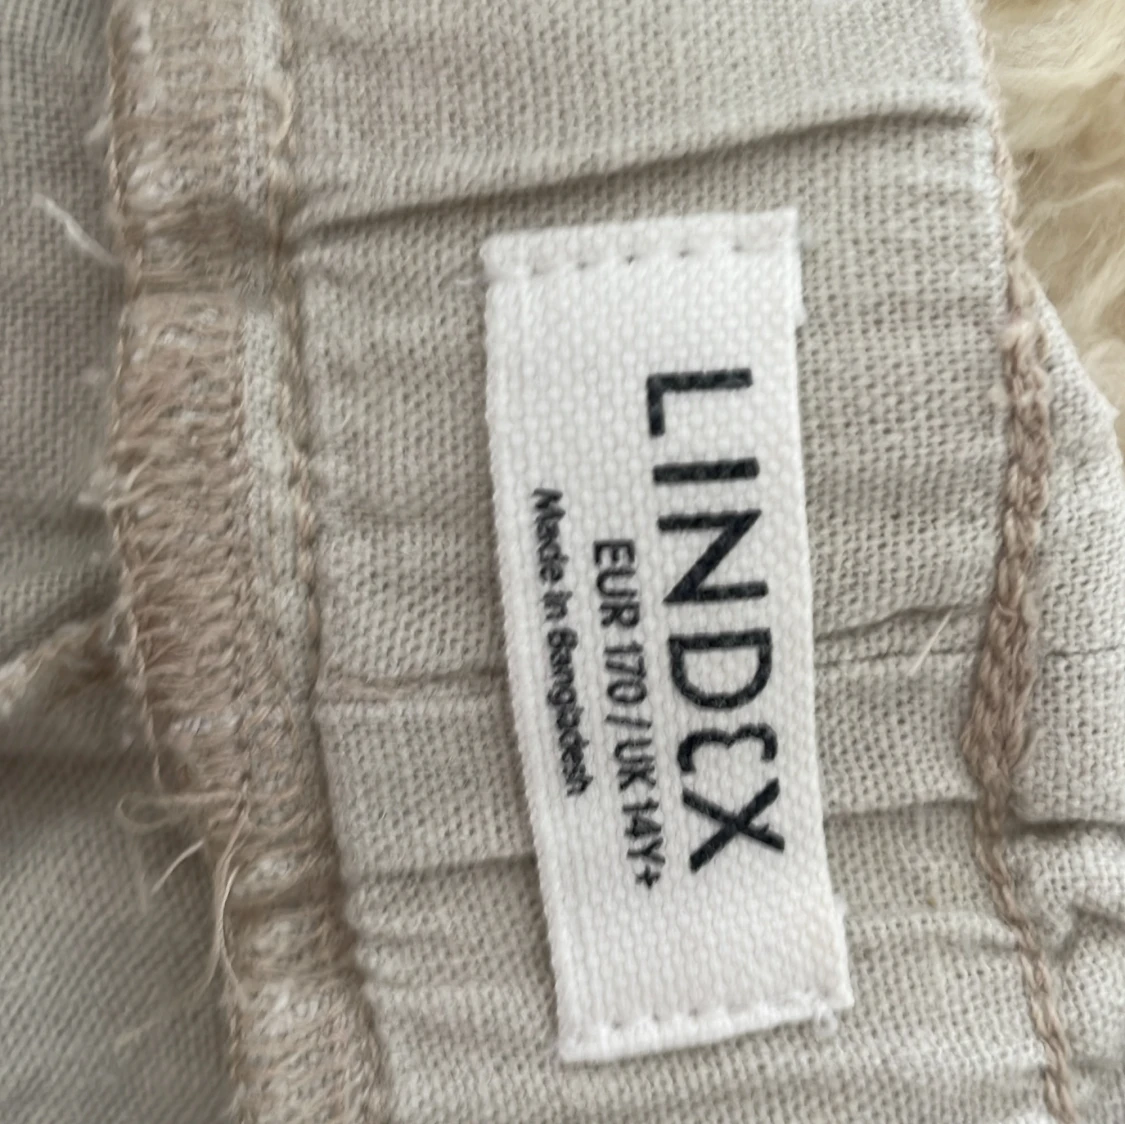 LINDEX
EUR 170 / UK 14Y+
Made in Bangladesh